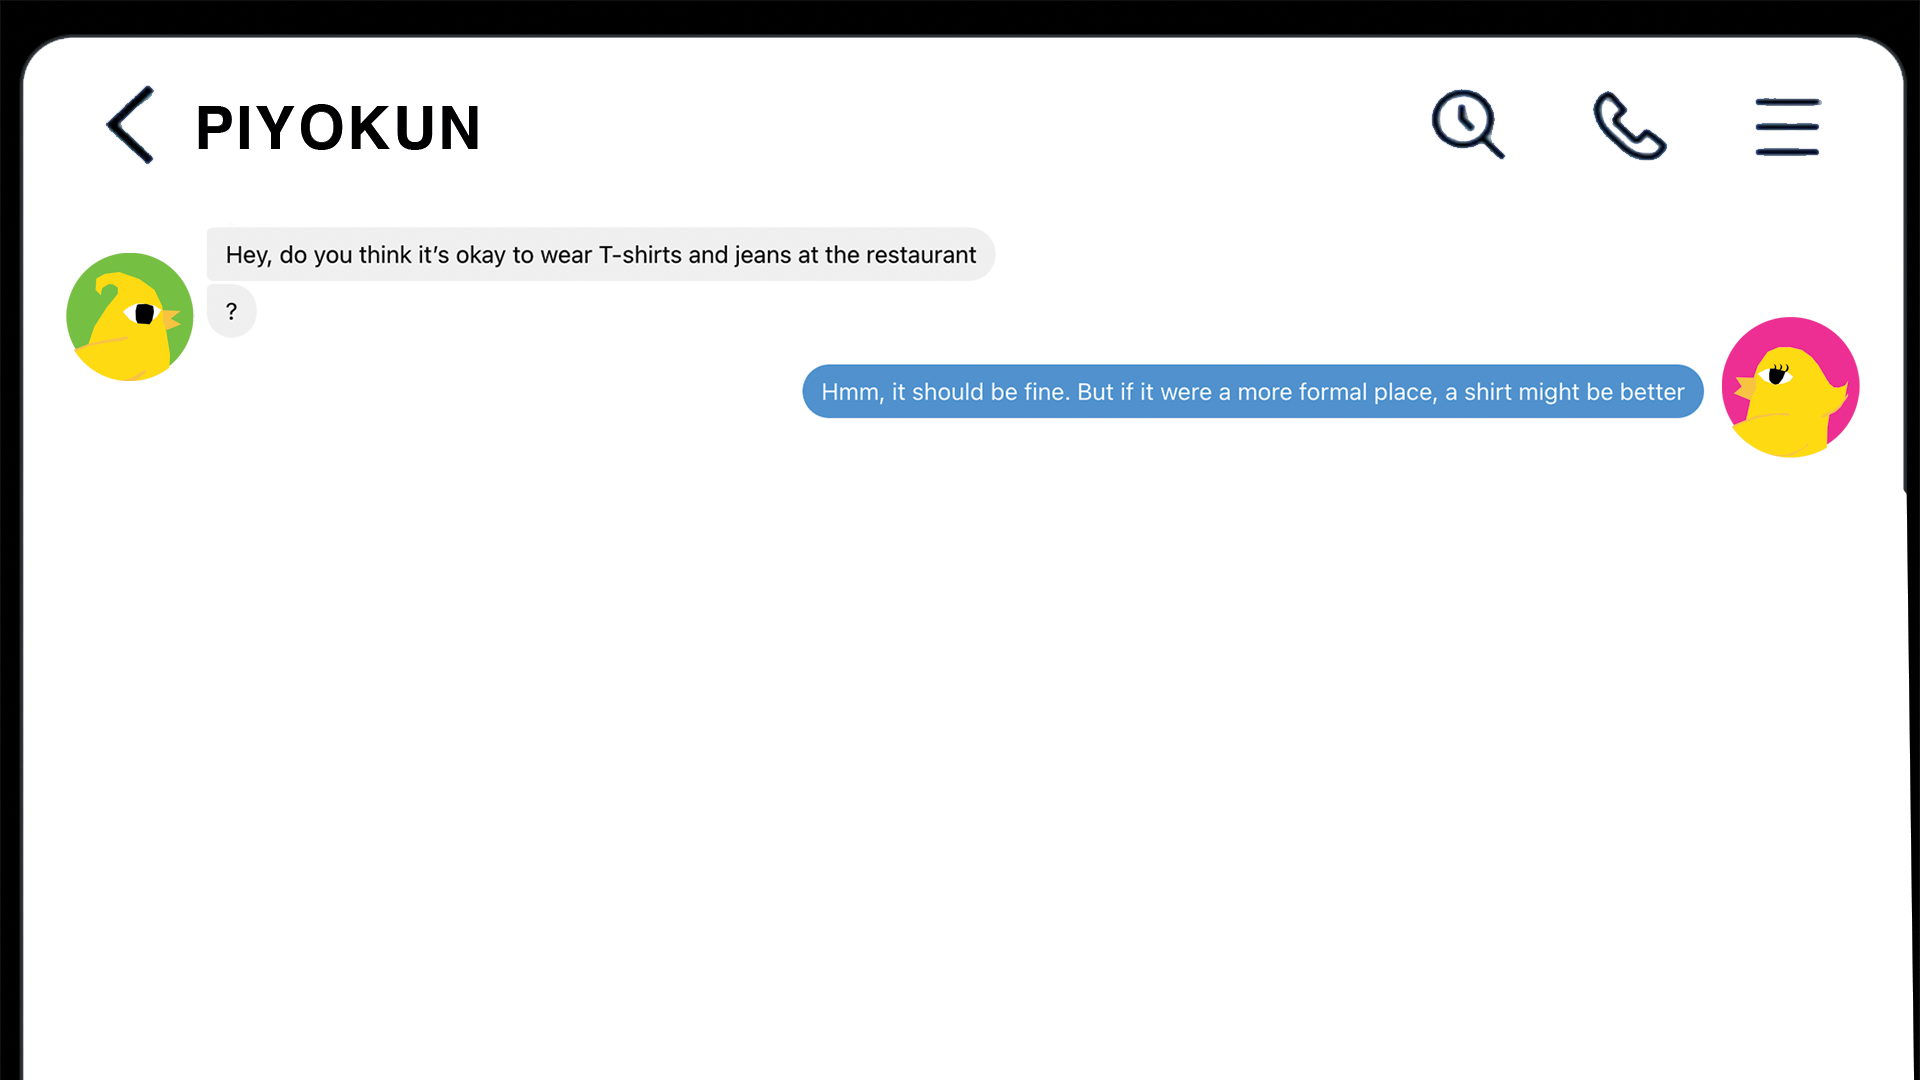 PIYOKUN
Hey, do you think it’s okay to wear T-shirts and jeans at the restaurant
?
Hmm, it should be fine. But if it were a more formal place, a shirt might be better